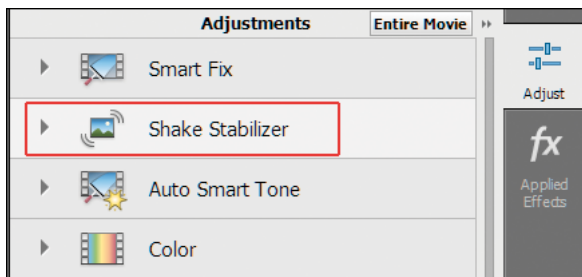 Adjustments
Entire Movie
Smart Fix
Shake Stabilizer
Auto Smart Tone
Color
Adjust
fx
Applied
Effects